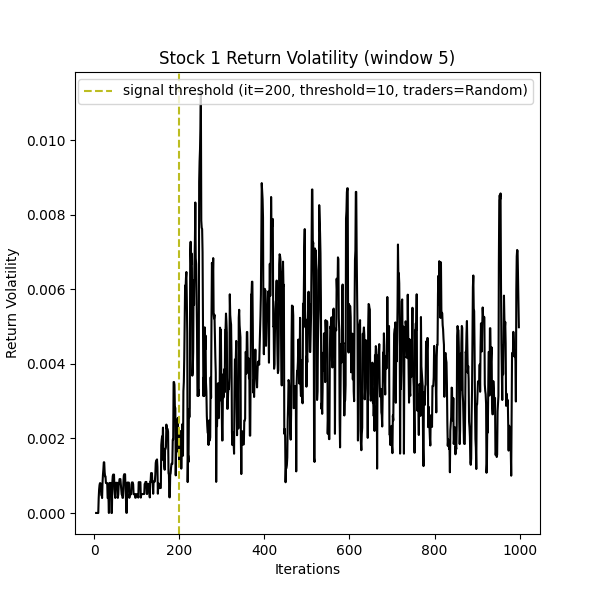 Stock 1 Return Volatility (window 5)
signal threshold (it=200, threshold=10, traders=Random)
0.010
0.008
0.006
0.004
0.002
0.000
Return Volatility
0 200 400 600 800 1000
Iterations